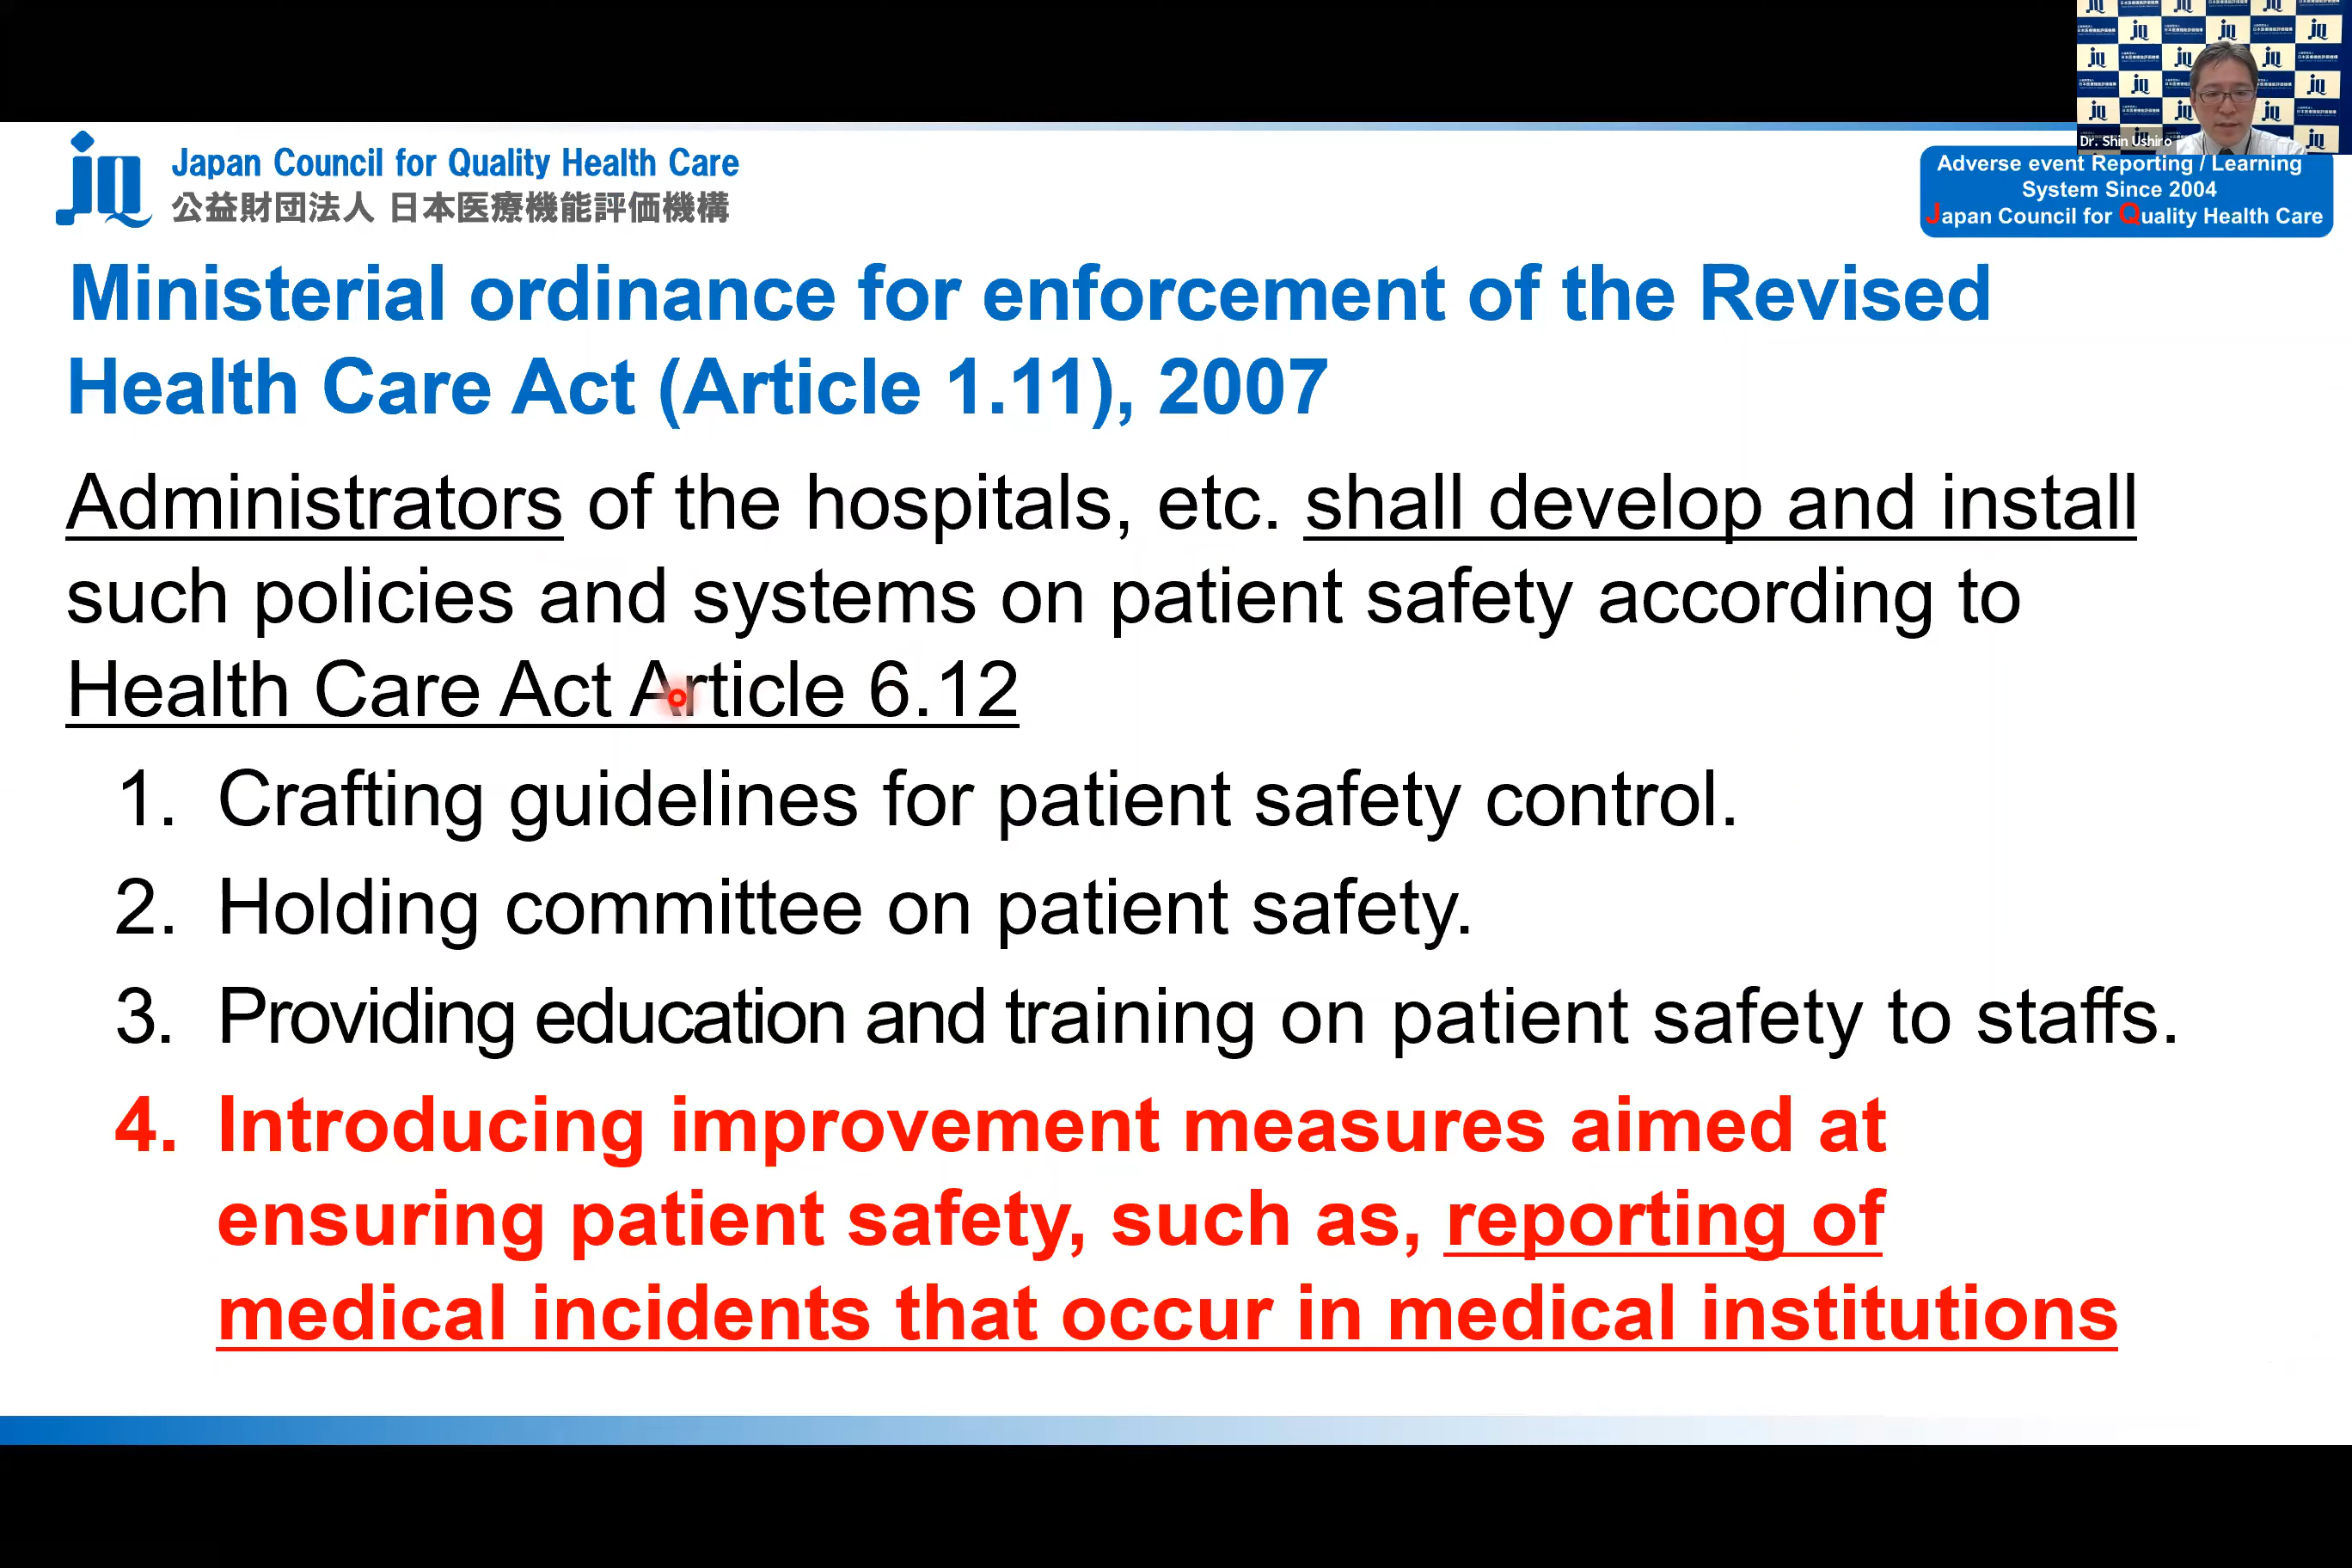 Dr. Shin Ushiro
jq
Japan Council for Quality Health Care
公益財団法人 日本医療機能評価機構
Adverse event Reporting / Learning
System Since 2004
Japan Council for Quality Health Care
Ministerial ordinance for enforcement of the Revised
Health Care Act (Article 1.11), 2007
Administrators of the hospitals, etc. shall develop and install
such policies and systems on patient safety according to
Health Care Act Article 6.12
1. Crafting guidelines for patient safety control.
2. Holding committee on patient safety.
3. Providing education and training on patient safety to staffs.
4. Introducing improvement measures aimed at
ensuring patient safety, such as, reporting of
medical incidents that occur in medical institutions